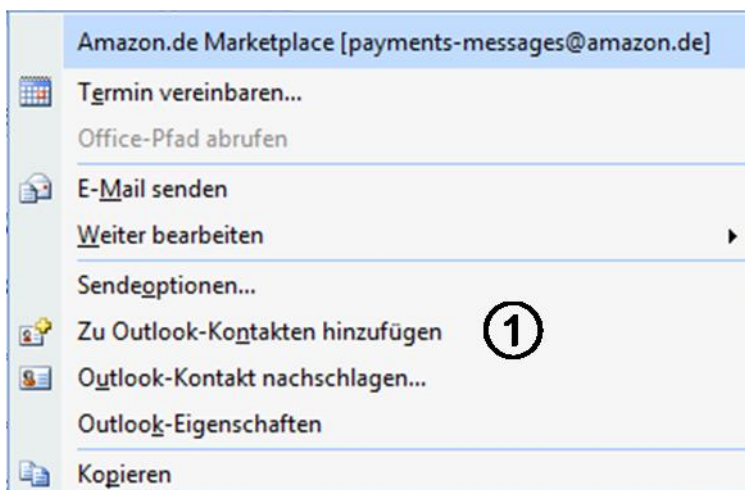 Amazon.de Marketplace [payments-messages@amazon.de]
Termin vereinbaren...
Office-Pfad abrufen
E-Mail senden
Weiter bearbeiten
Sendeoptionen...
Zu Outlook-Kontakten hinzufügen
1
Outlook-Kontakt nachschlagen...
Outlook-Eigenschaften
Kopieren